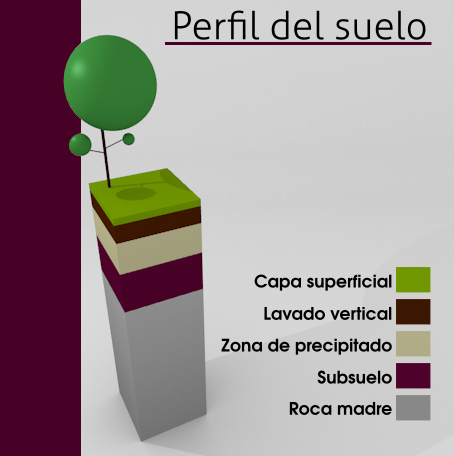 Perfil del suelo
Capa superficial
Lavado vertical
Zona de precipitado
Subsuelo
Roca madre